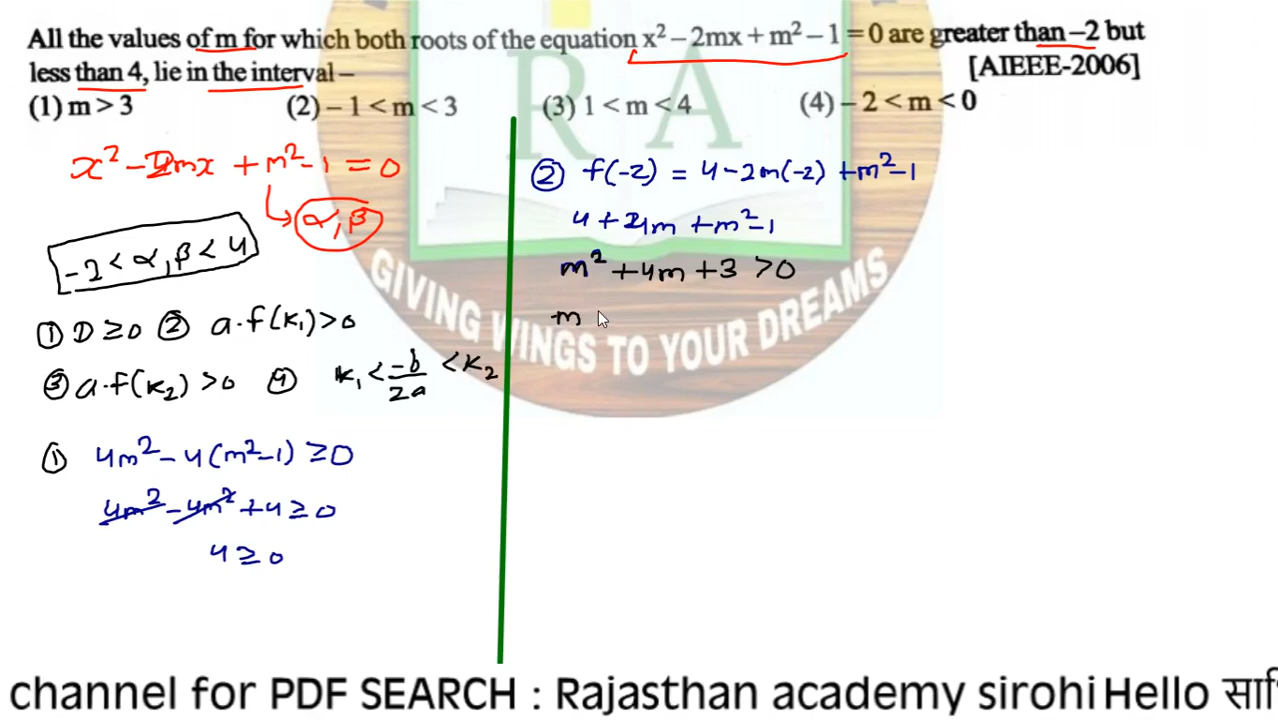 All the values of m for which both roots of the equation x² – 2mx + m² – 1 = 0 are greater than –2 but
less than 4, lie in the interval –
[AIEEE-2006]
(1) m > 3 (2) – 1 < m < 3 (3) 1 < m < 4 (4) – 2 < m < 0
R A
GIVING WINGS TO YOUR DREAMS
x² - 2mx + m² - 1 = 0
α, β
-2 < α, β < 4
① D ≥ 0 ② a·f(k₁) > 0
③ a·f(k₂) > 0 ④ k₁ < -b/2a < k₂
① 4m² - 4(m² - 1) ≥ 0
4m² - 4m² + 4 ≥ 0
4 ≥ 0
② f(-2) = 4 - 2m(-2) + m² - 1
4 + 4m + m² - 1
m² + 4m + 3 > 0
m
channel for PDF SEARCH : Rajasthan academy sirohi Hello